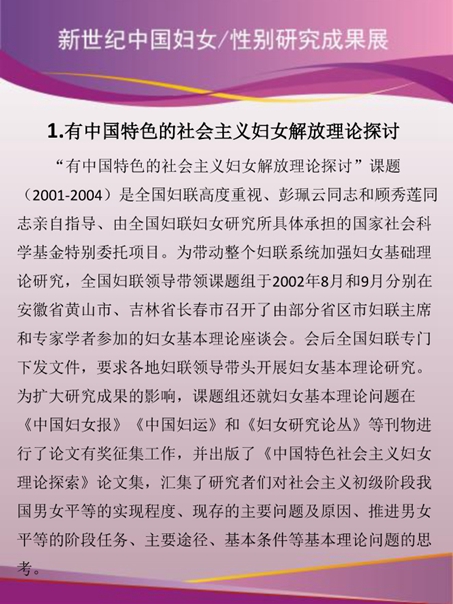 新世纪中国妇女/性别研究成果展
1.有中国特色的社会主义妇女解放理论探讨
“有中国特色的社会主义妇女解放理论探讨”课题
（2001-2004）是全国妇联高度重视、彭珮云同志和顾秀莲同
志亲自指导、由全国妇联妇女研究所具体承担的国家社会科
学基金特别委托项目。为带动整个妇联系统加强妇女基础理
论研究，全国妇联领导带领课题组于2002年8月和9月分别在
安徽省黄山市、吉林省长春市召开了由部分省区市妇联主席
和专家学者参加的妇女基本理论座谈会。会后全国妇联专门
下发文件，要求各地妇联领导带头开展妇女基本理论研究。
为扩大研究成果的影响，课题组还就妇女基本理论问题在
《中国妇女报》《中国妇运》和《妇女研究论丛》等刊物进
行了论文有奖征集工作，并出版了《中国特色社会主义妇女
理论探索》论文集，汇集了研究者们对社会主义初级阶段我
国男女平等的实现程度、现存的主要问题及原因、推进男女
平等的阶段任务、主要途径、基本条件等基本理论问题的思
考。